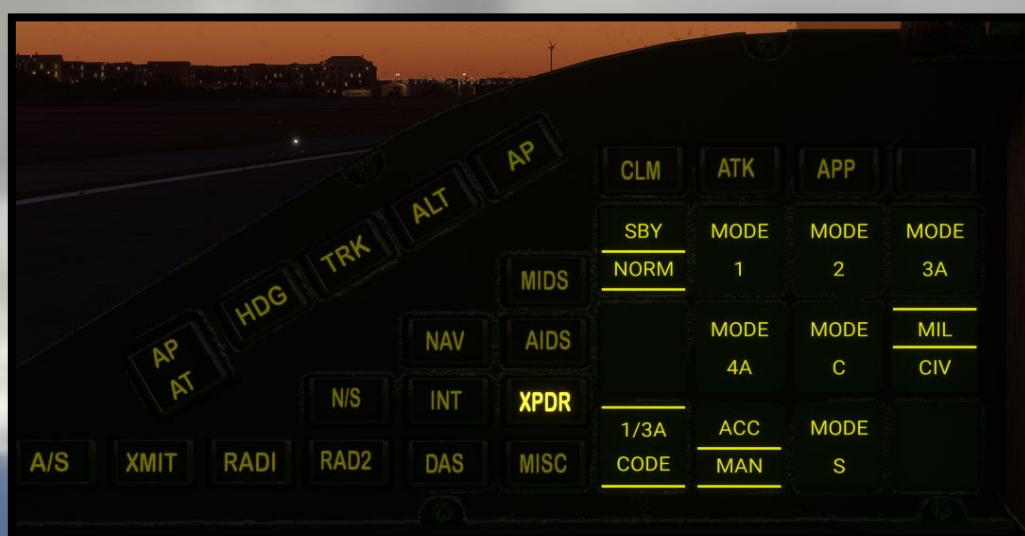 AP
CLM
ATK
APP
ALT
TRK
HDG
AP
AT
SBY
NORM
MODE
1
MODE
2
MODE
3A
MIDS
NAV
AIDS
MODE
4A
MODE
C
MIL
CIV
N/S
INT
XPDR
1/3A
CODE
ACC
MAN
MODE
S
A/S
XMIT
RADI
RAD2
DAS
MISC